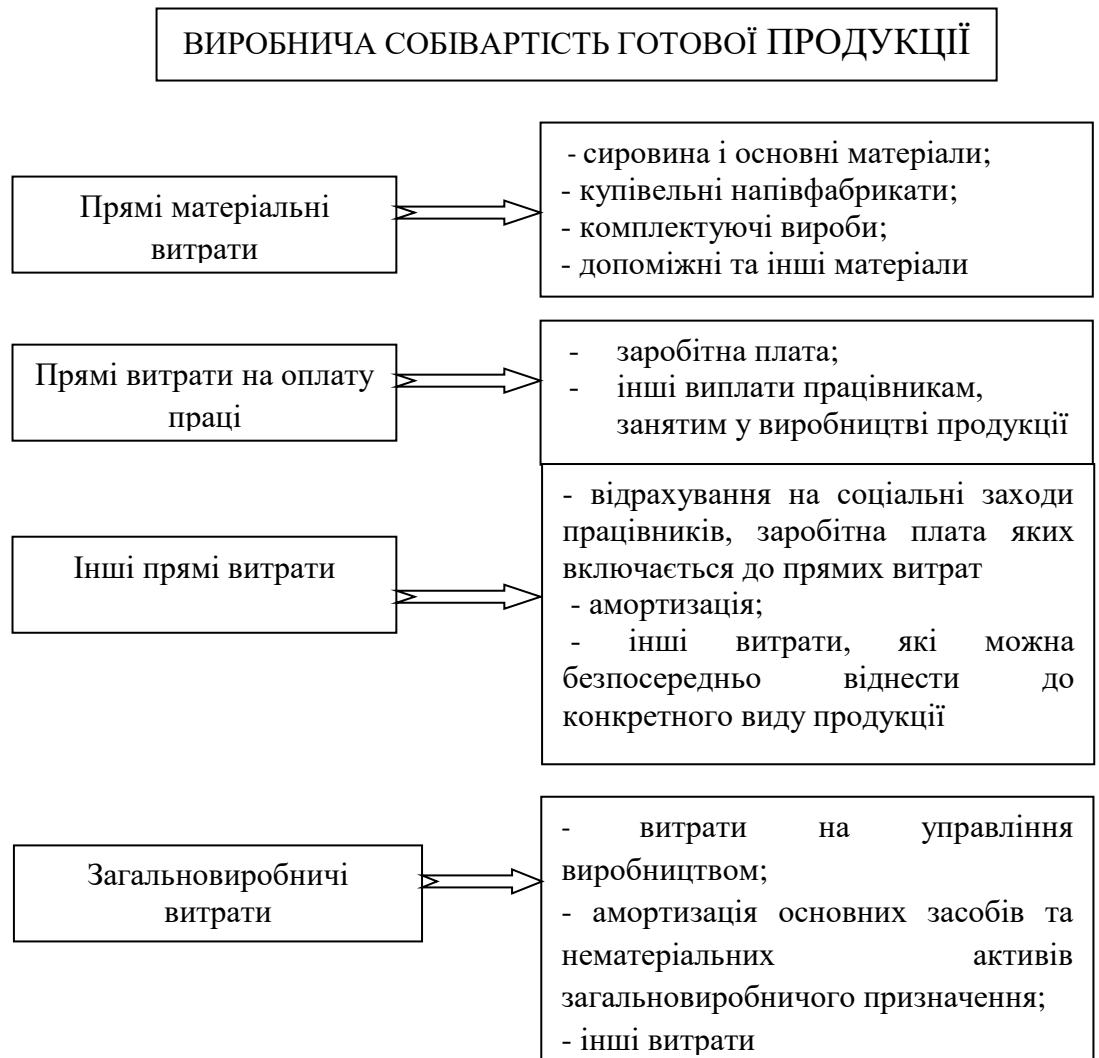 ВИРОБНИЧА СОБІВАРТІСТЬ ГОТОВОЇ ПРОДУКЦІЇ
Прямі матеріальні
витрати
- сировина і основні матеріали;
- купівельні напівфабрикати;
- комплектуючі вироби;
- допоміжні та інші матеріали
Прямі витрати на оплату
праці
- заробітна плата;
- інші виплати працівникам,
занятим у виробництві продукції
Інші прямі витрати
- відрахування на соціальні заходи
працівників, заробітна плата яких
включається до прямих витрат
- амортизація;
- інші витрати, які можна
безпосередньо віднести до
конкретного виду продукції
Загальновиробничі
витрати
- витрати на управління
виробництвом;
- амортизація основних засобів та
нематеріальних активів
загальновиробничого призначення;
- інші витрати